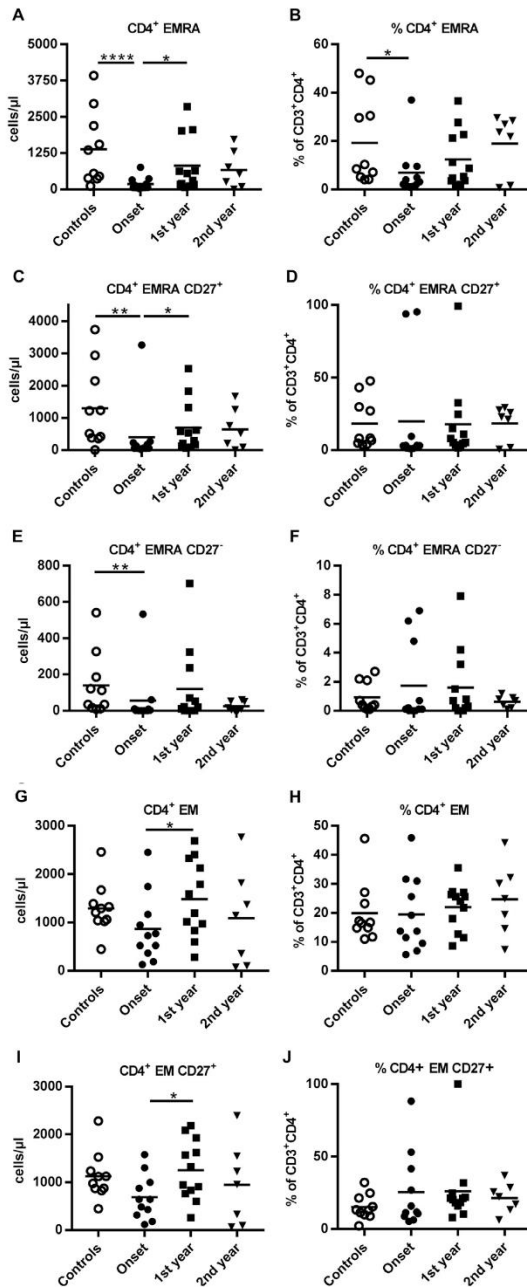 A
CD4⁺ EMRA
cells/µl
5000
3750
2500
1250
0
****
*
Controls
Onset
1st year
2nd year
B
% CD4⁺ EMRA
% of CD3⁺CD4⁺
60
40
20
0
*
Controls
Onset
1st year
2nd year
C
CD4⁺ EMRA CD27⁺
cells/µl
4000
3000
2000
1000
0
**
*
Controls
Onset
1st year
2nd year
D
% CD4⁺ EMRA CD27⁺
% of CD3⁺CD4⁺
100
50
0
Controls
Onset
1st year
2nd year
E
CD4⁺ EMRA CD27⁻
cells/µl
800
600
400
200
0
**
Controls
Onset
1st year
2nd year
F
% CD4⁺ EMRA CD27⁻
% of CD3⁺CD4⁺
10
8
6
4
2
0
Controls
Onset
1st year
2nd year
G
CD4⁺ EM
cells/µl
3000
2000
1000
0
*
Controls
Onset
1st year
2nd year
H
% CD4⁺ EM
% of CD3⁺CD4⁺
50
40
30
20
10
0
Controls
Onset
1st year
2nd year
I
CD4⁺ EM CD27⁺
cells/µl
3000
2000
1000
0
*
Controls
Onset
1st year
2nd year
J
% CD4+ EM CD27+
% of CD3⁺CD4⁺
100
50
0
Controls
Onset
1st year
2nd year